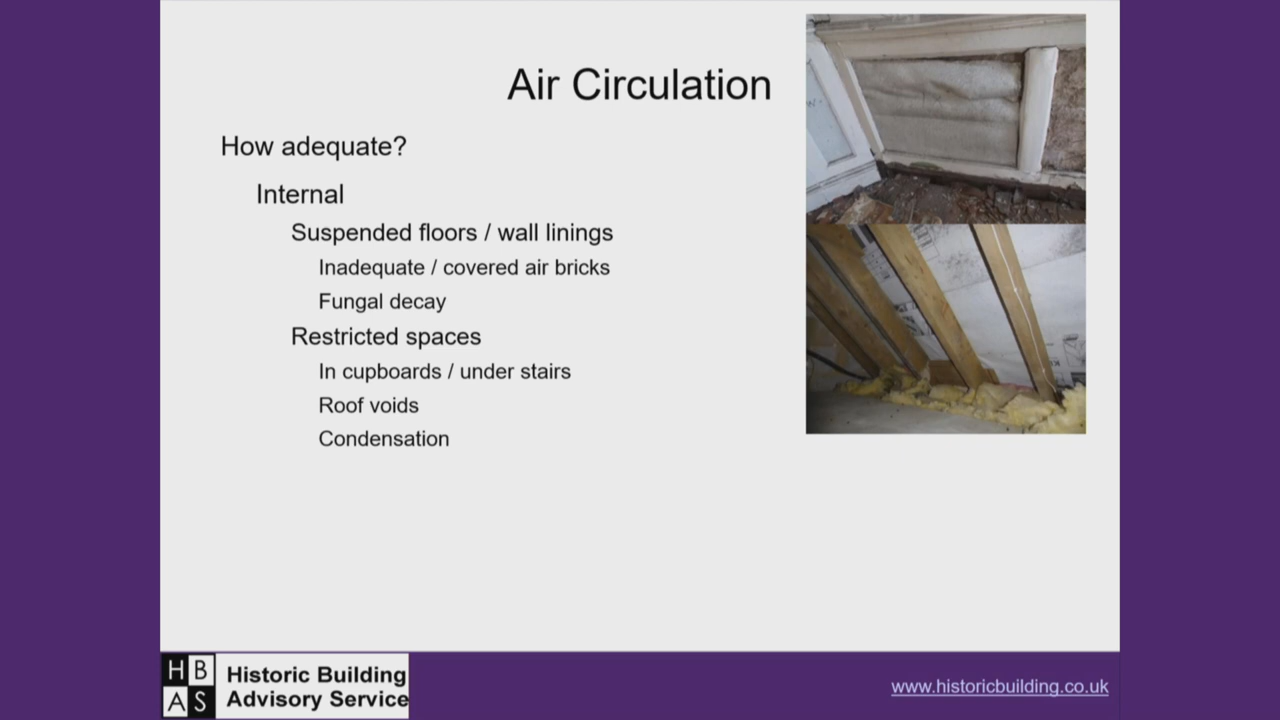 Air Circulation
How adequate?
Internal
Suspended floors / wall linings
Inadequate / covered air bricks
Fungal decay
Restricted spaces
In cupboards / under stairs
Roof voids
Condensation
H B
A S
Historic Building
Advisory Service
www.historicbuilding.co.uk